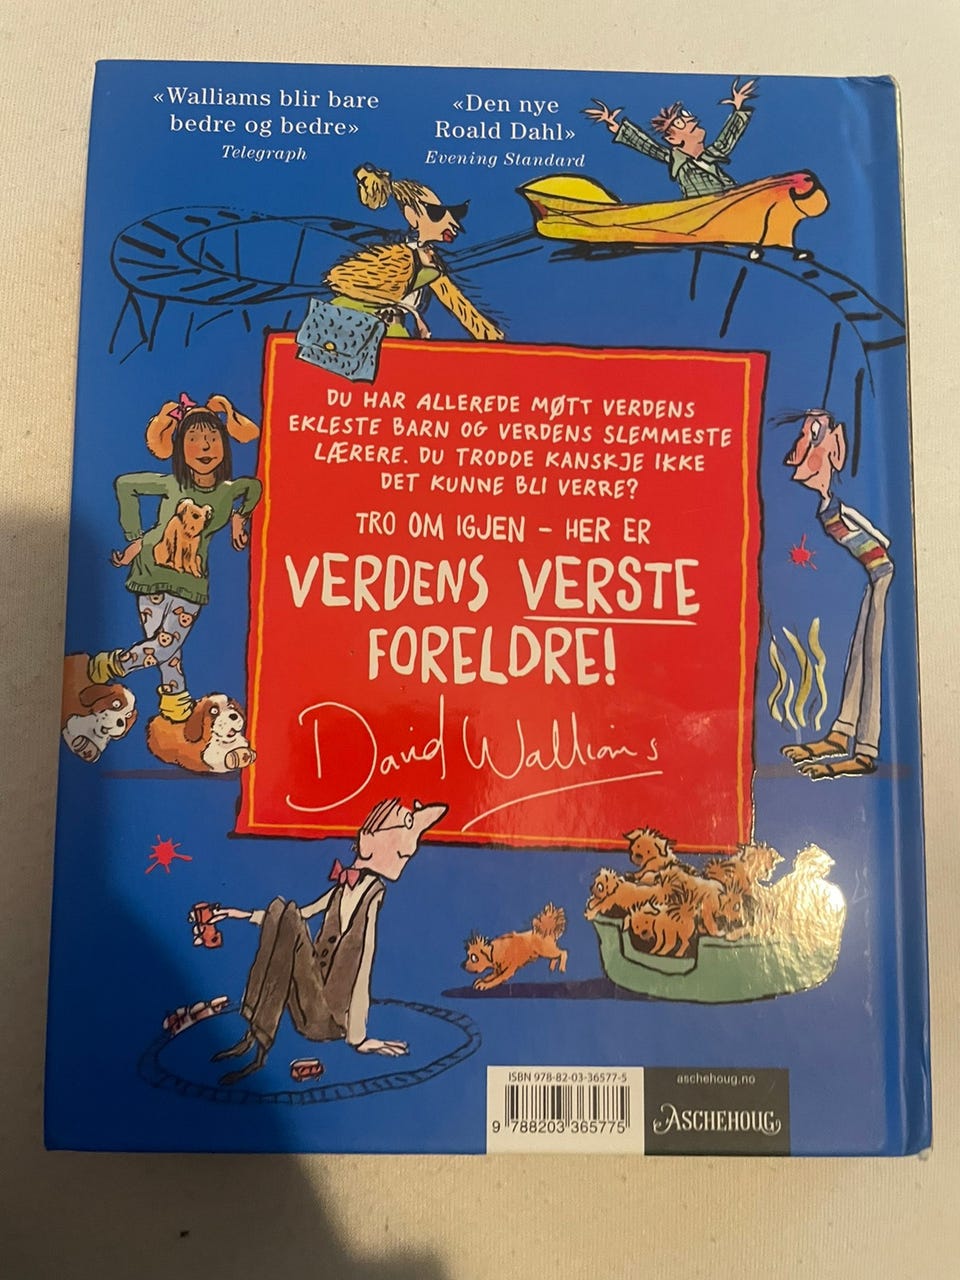 «Walliams blir bare
bedre og bedre»
Telegraph
«Den nye
Roald Dahl»
Evening Standard
DU HAR ALLEREDE MØTT VERDENS
EKLESTE BARN OG VERDENS SLEMMESTE
LÆRERE. DU TRODDE KANSKJE IKKE
DET KUNNE BLI VERRE?
TRO OM IGJEN – HER ER
VERDENS VERSTE
FORELDRE!
David Walliams
ISBN 978-82-03-36577-5
9 788203 365775
aschehoug.no
ASCHEHOUG